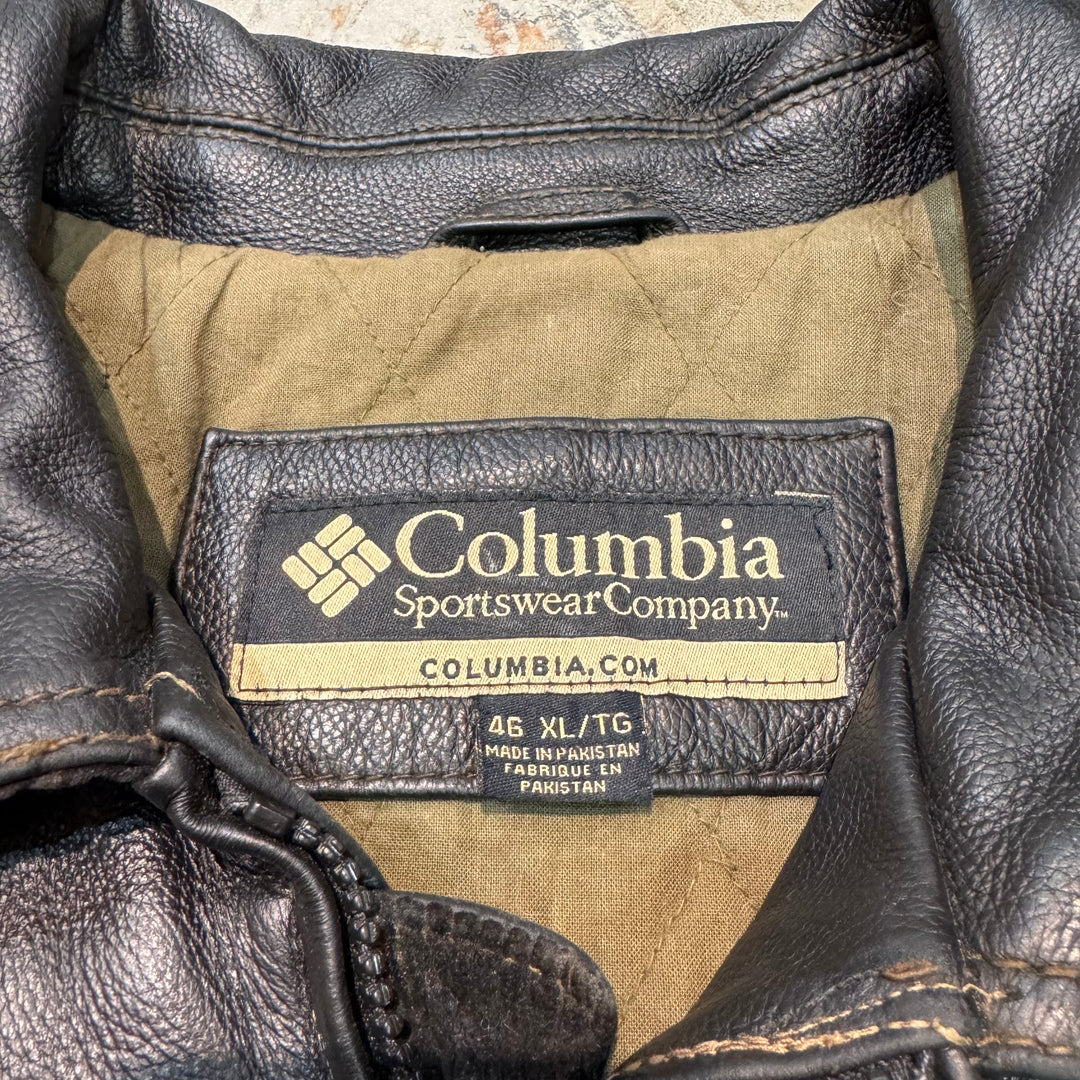 Columbia
Sportswear Company™
COLUMBIA.COM
46 XL/TG
MADE IN PAKISTAN
FABRIQUE EN
PAKISTAN